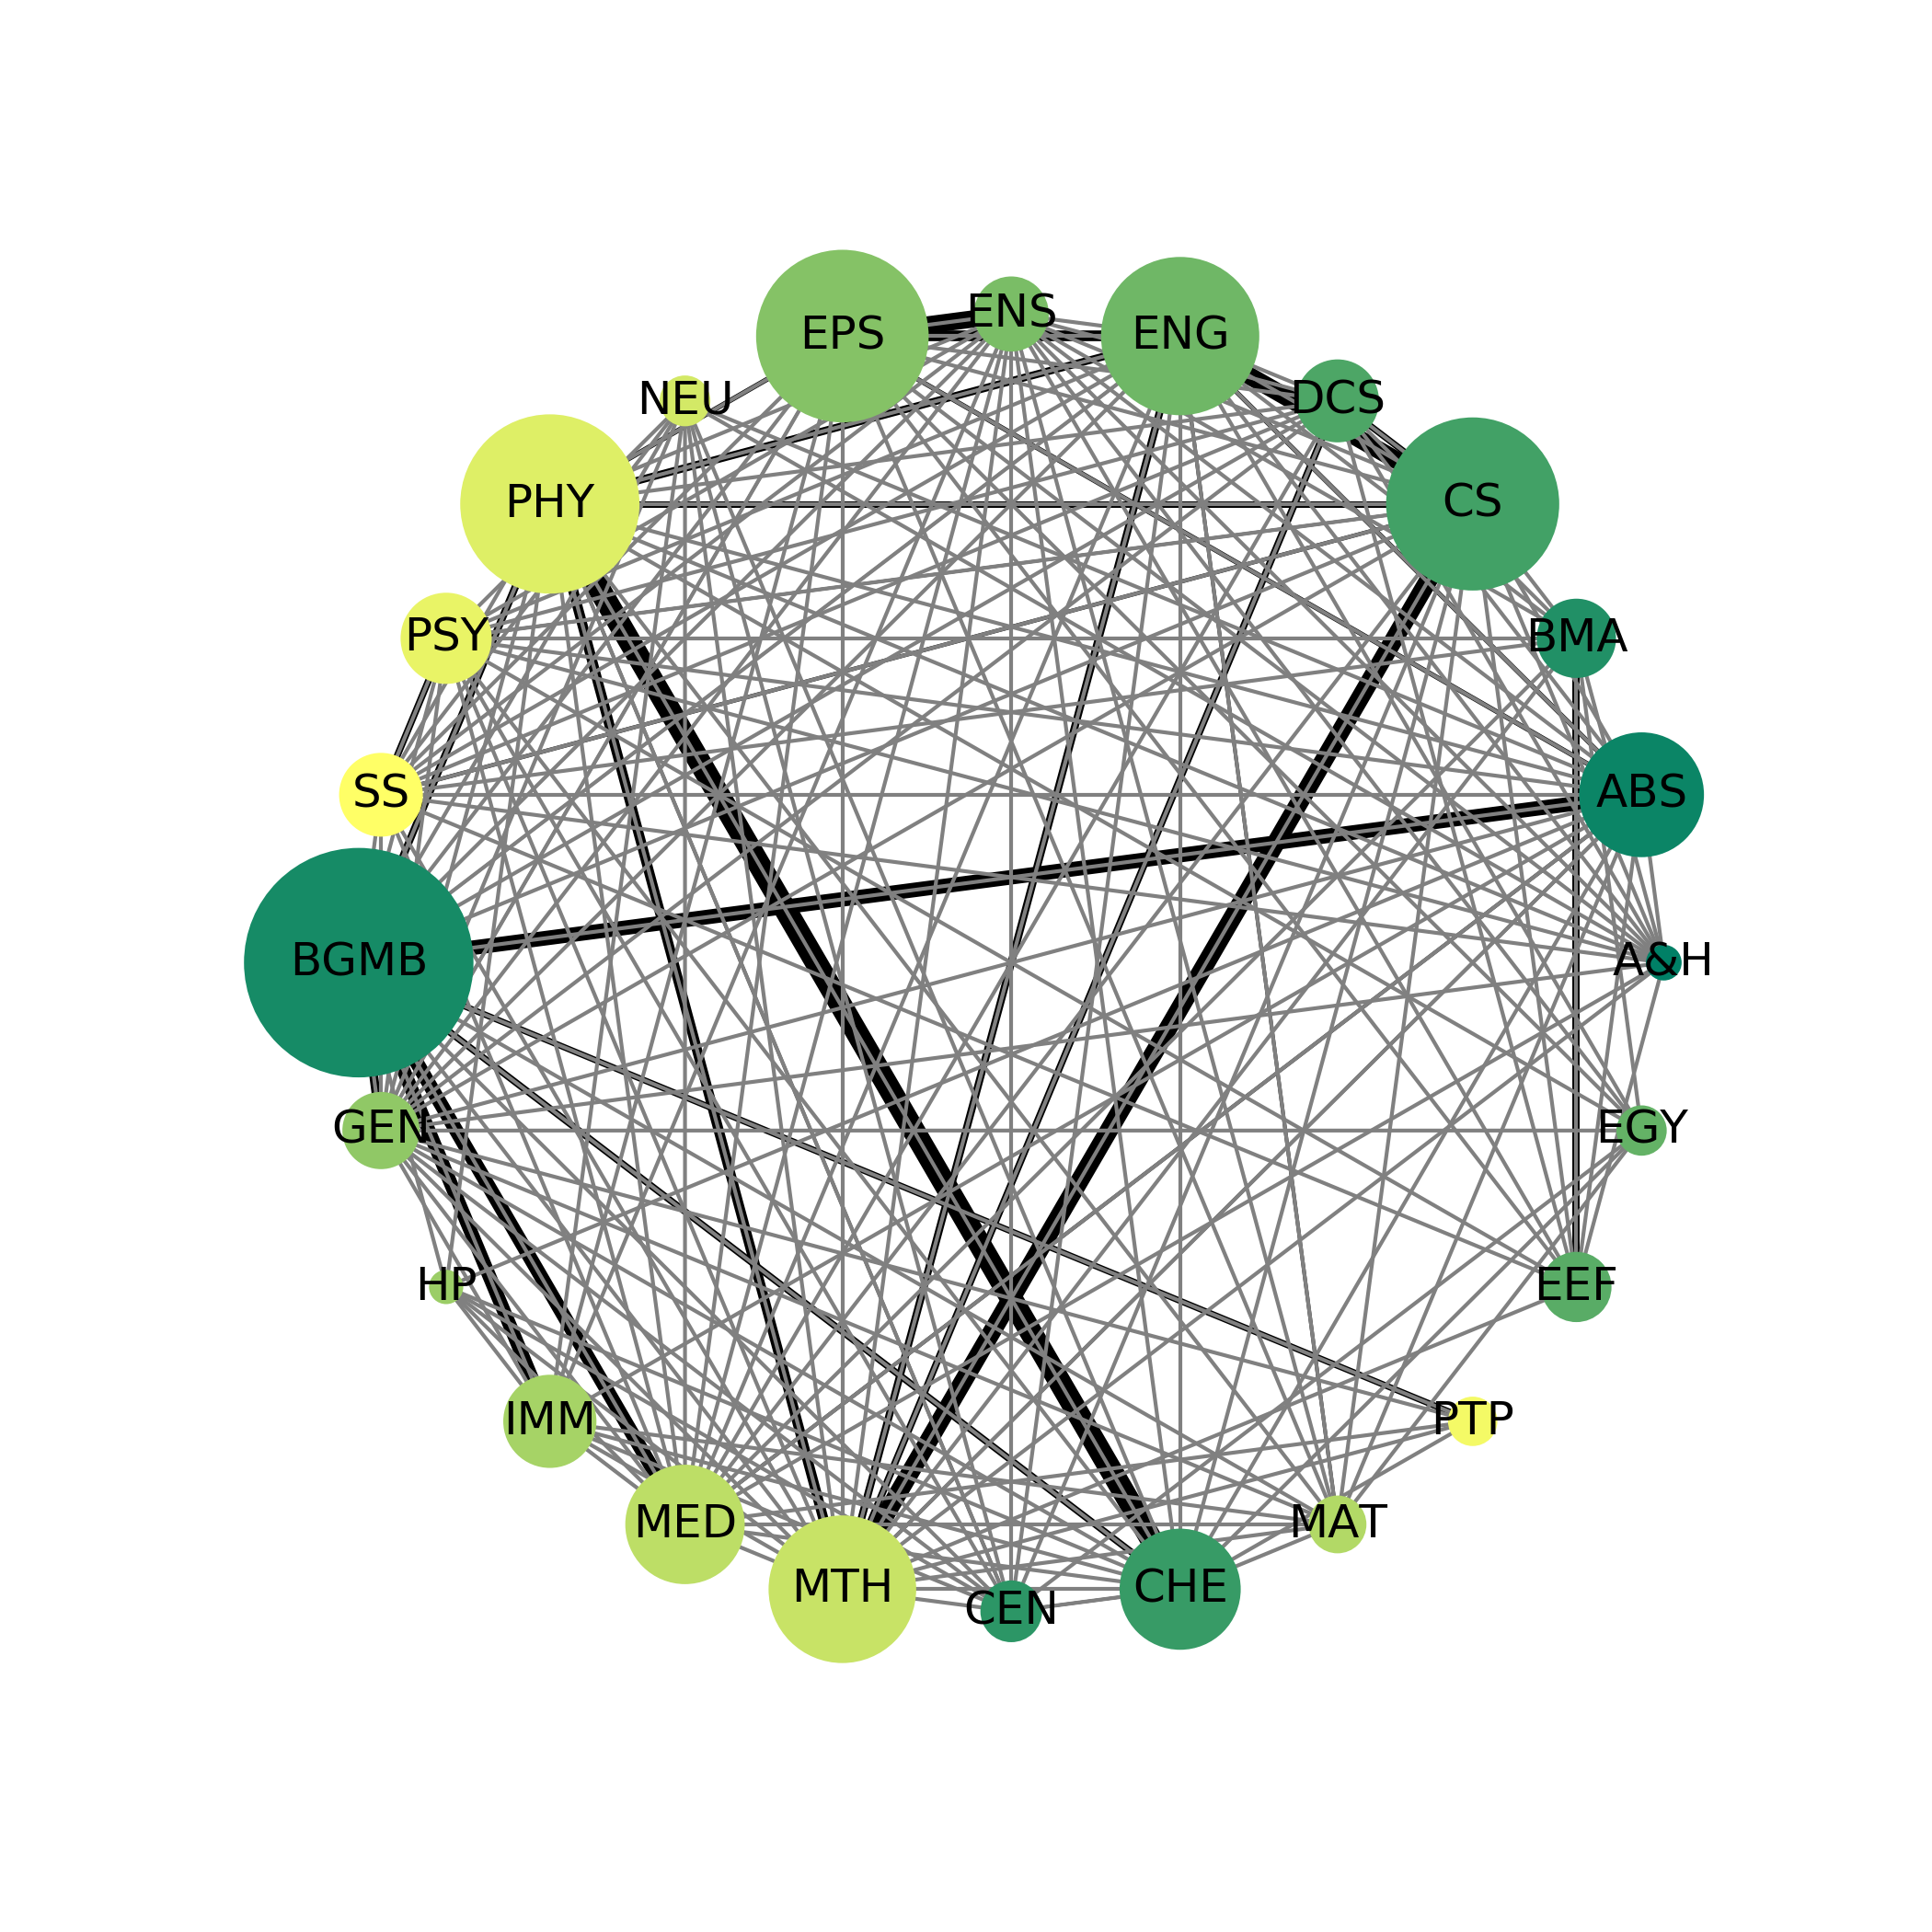 ENS
EPS
ENG
NEU
DCS
PHY
CS
PSY
BMA
SS
ABS
BGMB
A&H
GEN
EGY
HP
EEF
IMM
PTP
MED
MAT
MTH
CHE
CEN